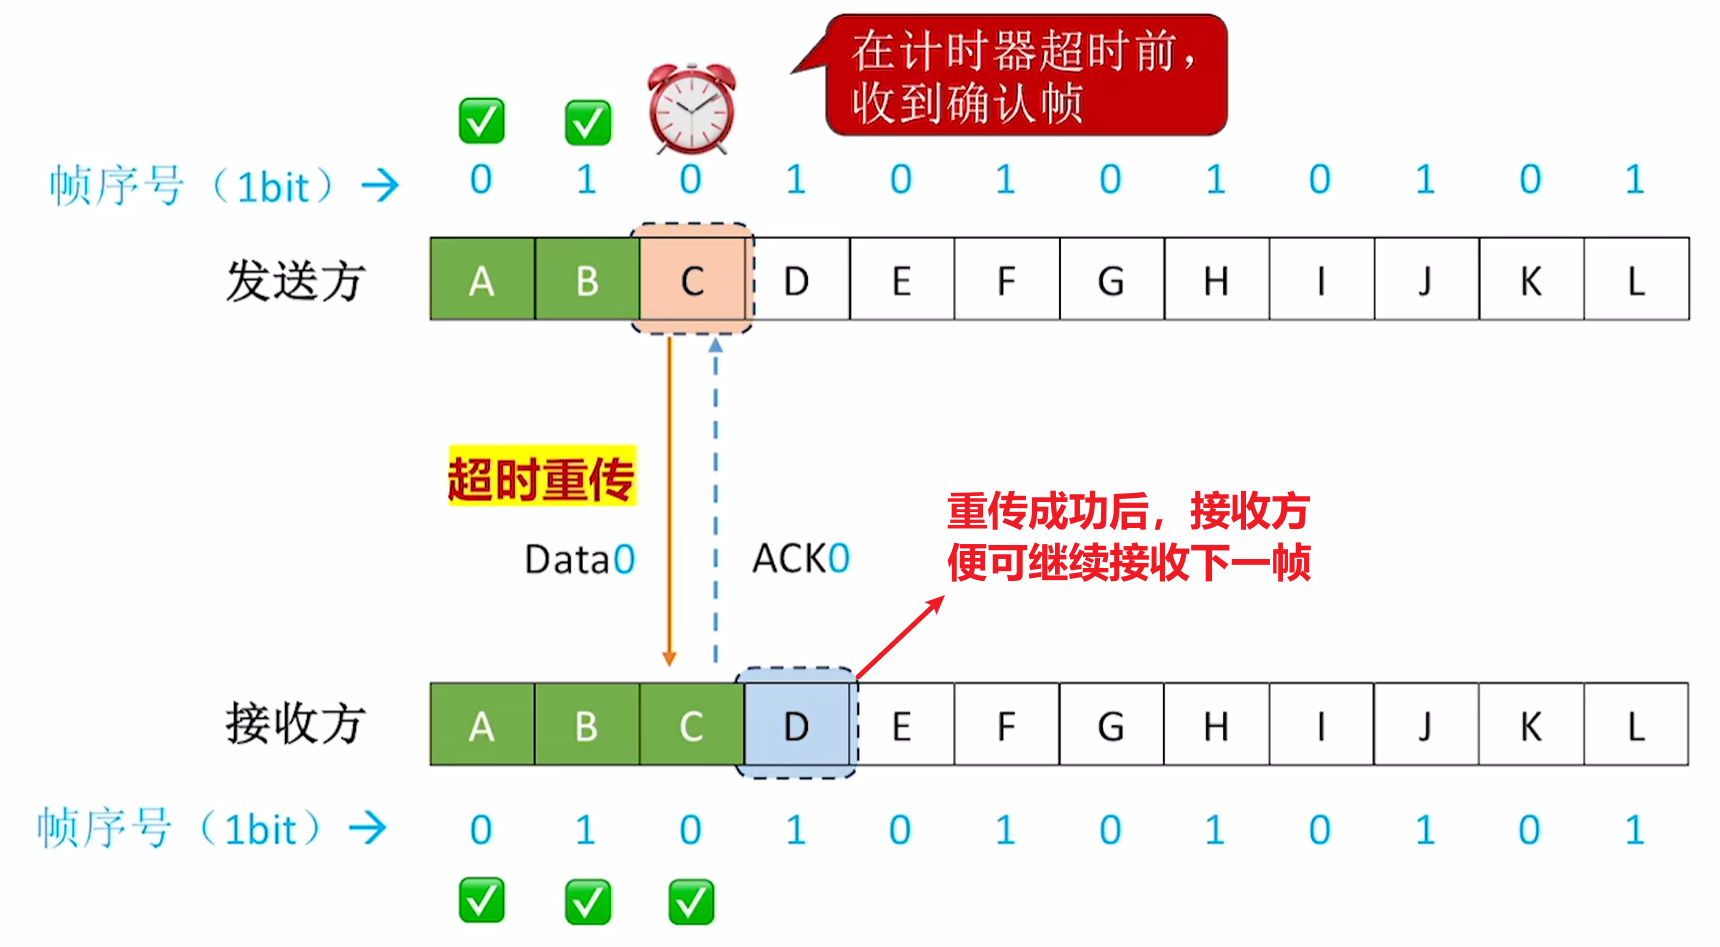 在计时器超时前，
收到确认帧
帧序号（1bit）→ 0 1 0 1 0 1 0 1 0 1 0 1
发送方 A B C D E F G H I J K L
超时重传
Data0 ACK0
重传成功后，接收方
便可继续接收下一帧
接收方 A B C D E F G H I J K L
帧序号（1bit）→ 0 1 0 1 0 1 0 1 0 1 0 1